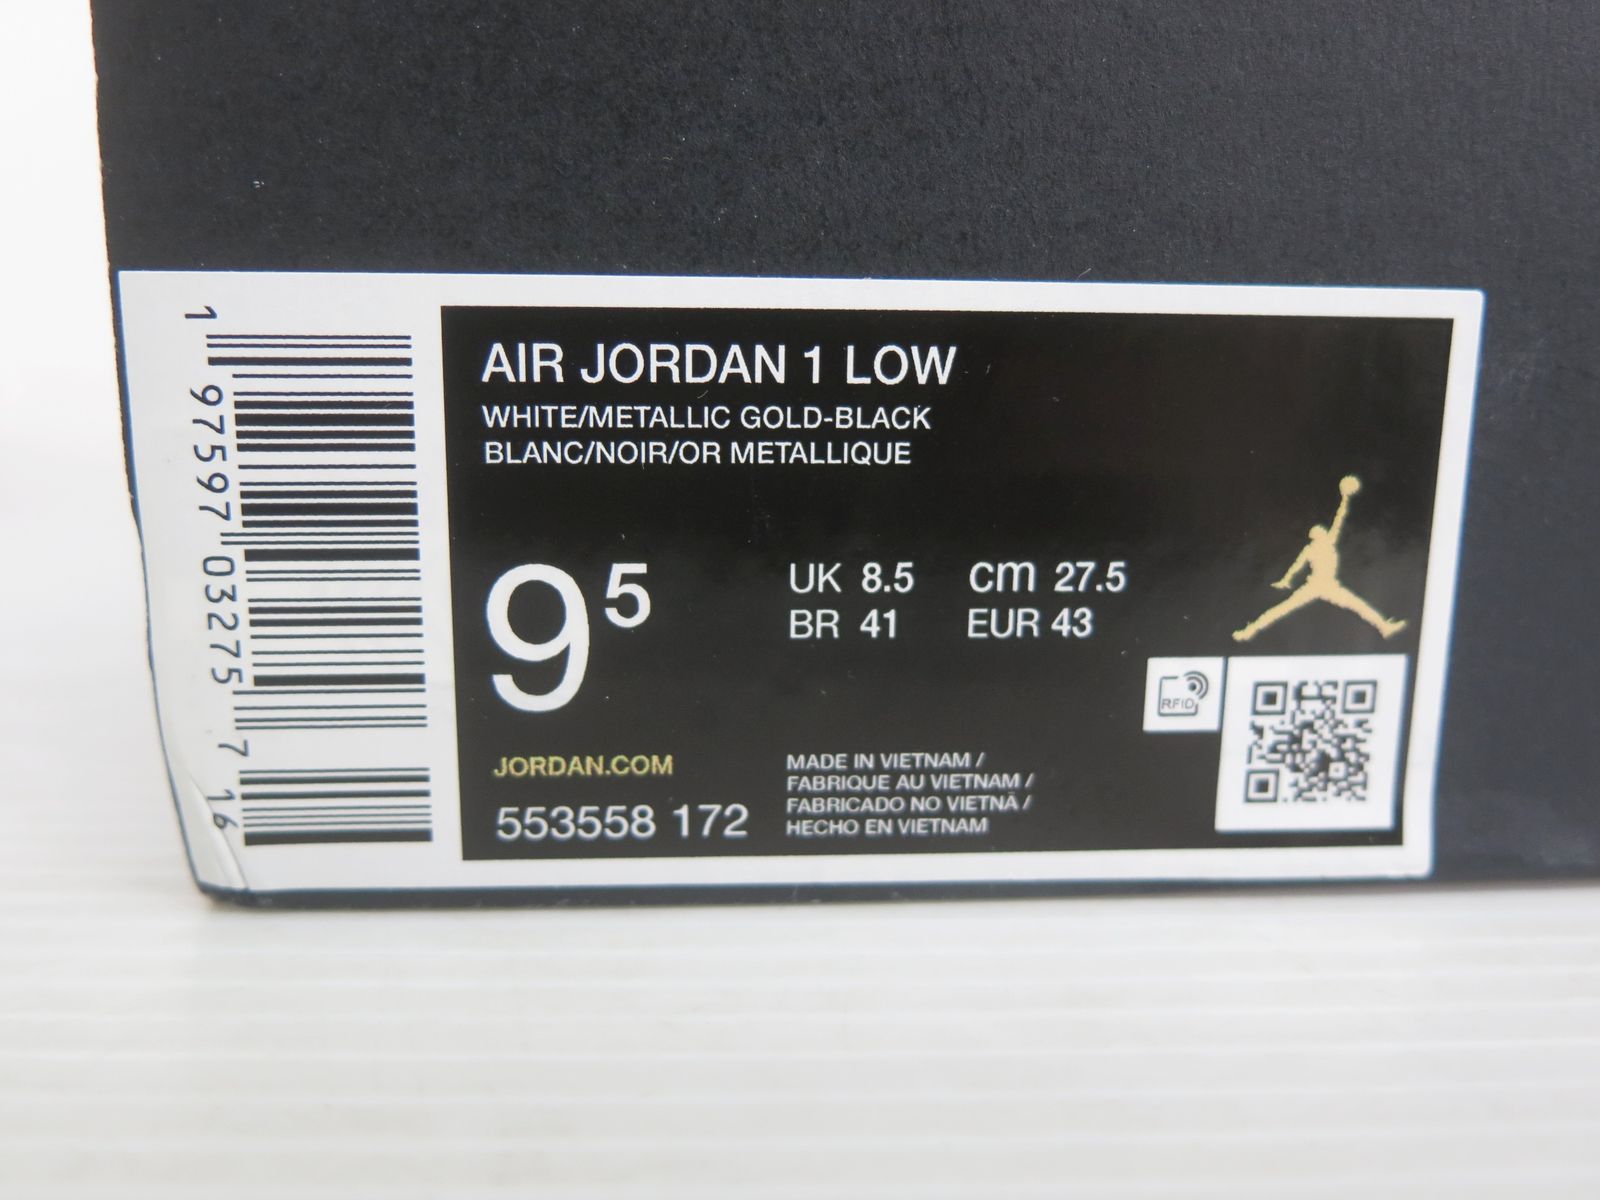 AIR JORDAN 1 LOW
WHITE/METALLIC GOLD-BLACK
BLANC/NOIR/OR METALLIQUE
9 5
UK 8.5 cm 27.5
BR 41 EUR 43
RFID
JORDAN.COM
553558 172
MADE IN VIETNAM /
FABRIQUE AU VIETNAM /
FABRICADO NO VIETNÃ /
HECHO EN VIETNAM
1 97597 03275 7 16